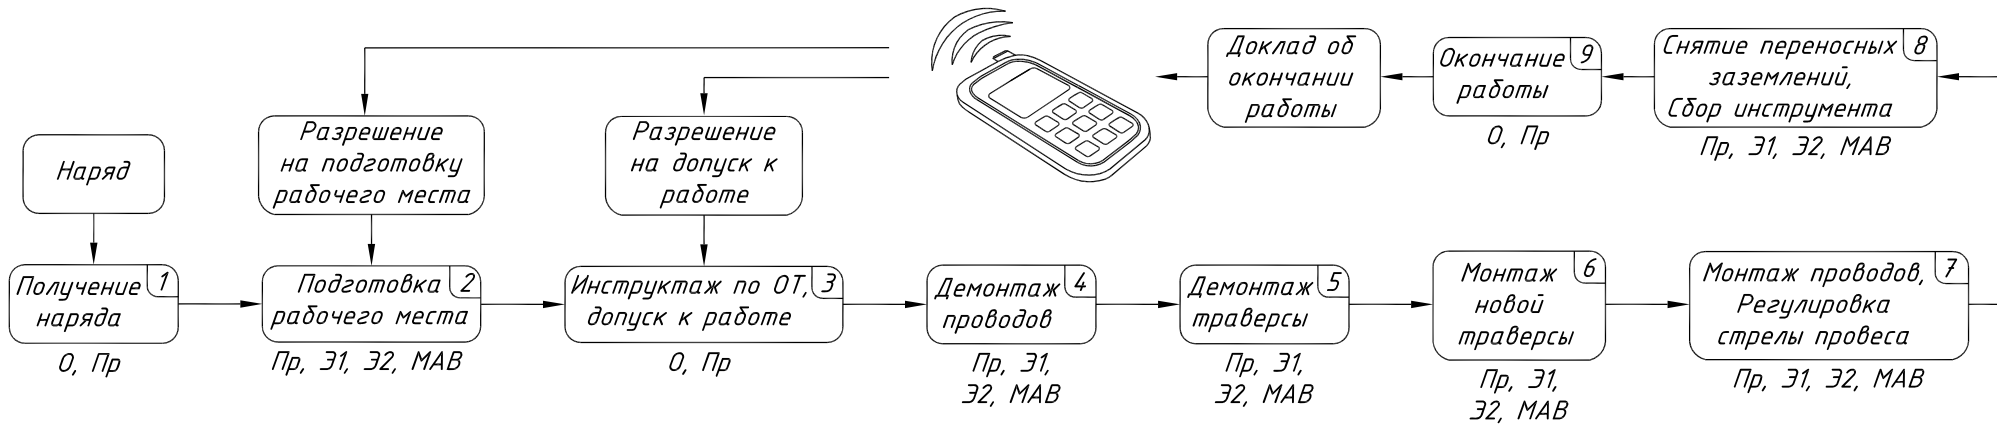 Наряд
Получение
наряда
1
О, Пр
Разрешение
на подготовку
рабочего места
Подготовка
рабочего места
2
Пр, Э1, Э2, МАВ
Разрешение
на допуск к
работе
Инструктаж по ОТ,
допуск к работе
3
О, Пр
Демонтаж
проводов
4
Пр, Э1,
Э2, МАВ
Демонтаж
траверсы
5
Пр, Э1,
Э2, МАВ
Монтаж
новой
траверсы
6
Пр, Э1,
Э2, МАВ
Монтаж проводов,
Регулировка
стрелы провеса
7
Пр, Э1, Э2, МАВ
Снятие переносных
заземлений,
Сбор инструмента
8
Пр, Э1, Э2, МАВ
Окончание
работы
9
О, Пр
Доклад об
окончании
работы